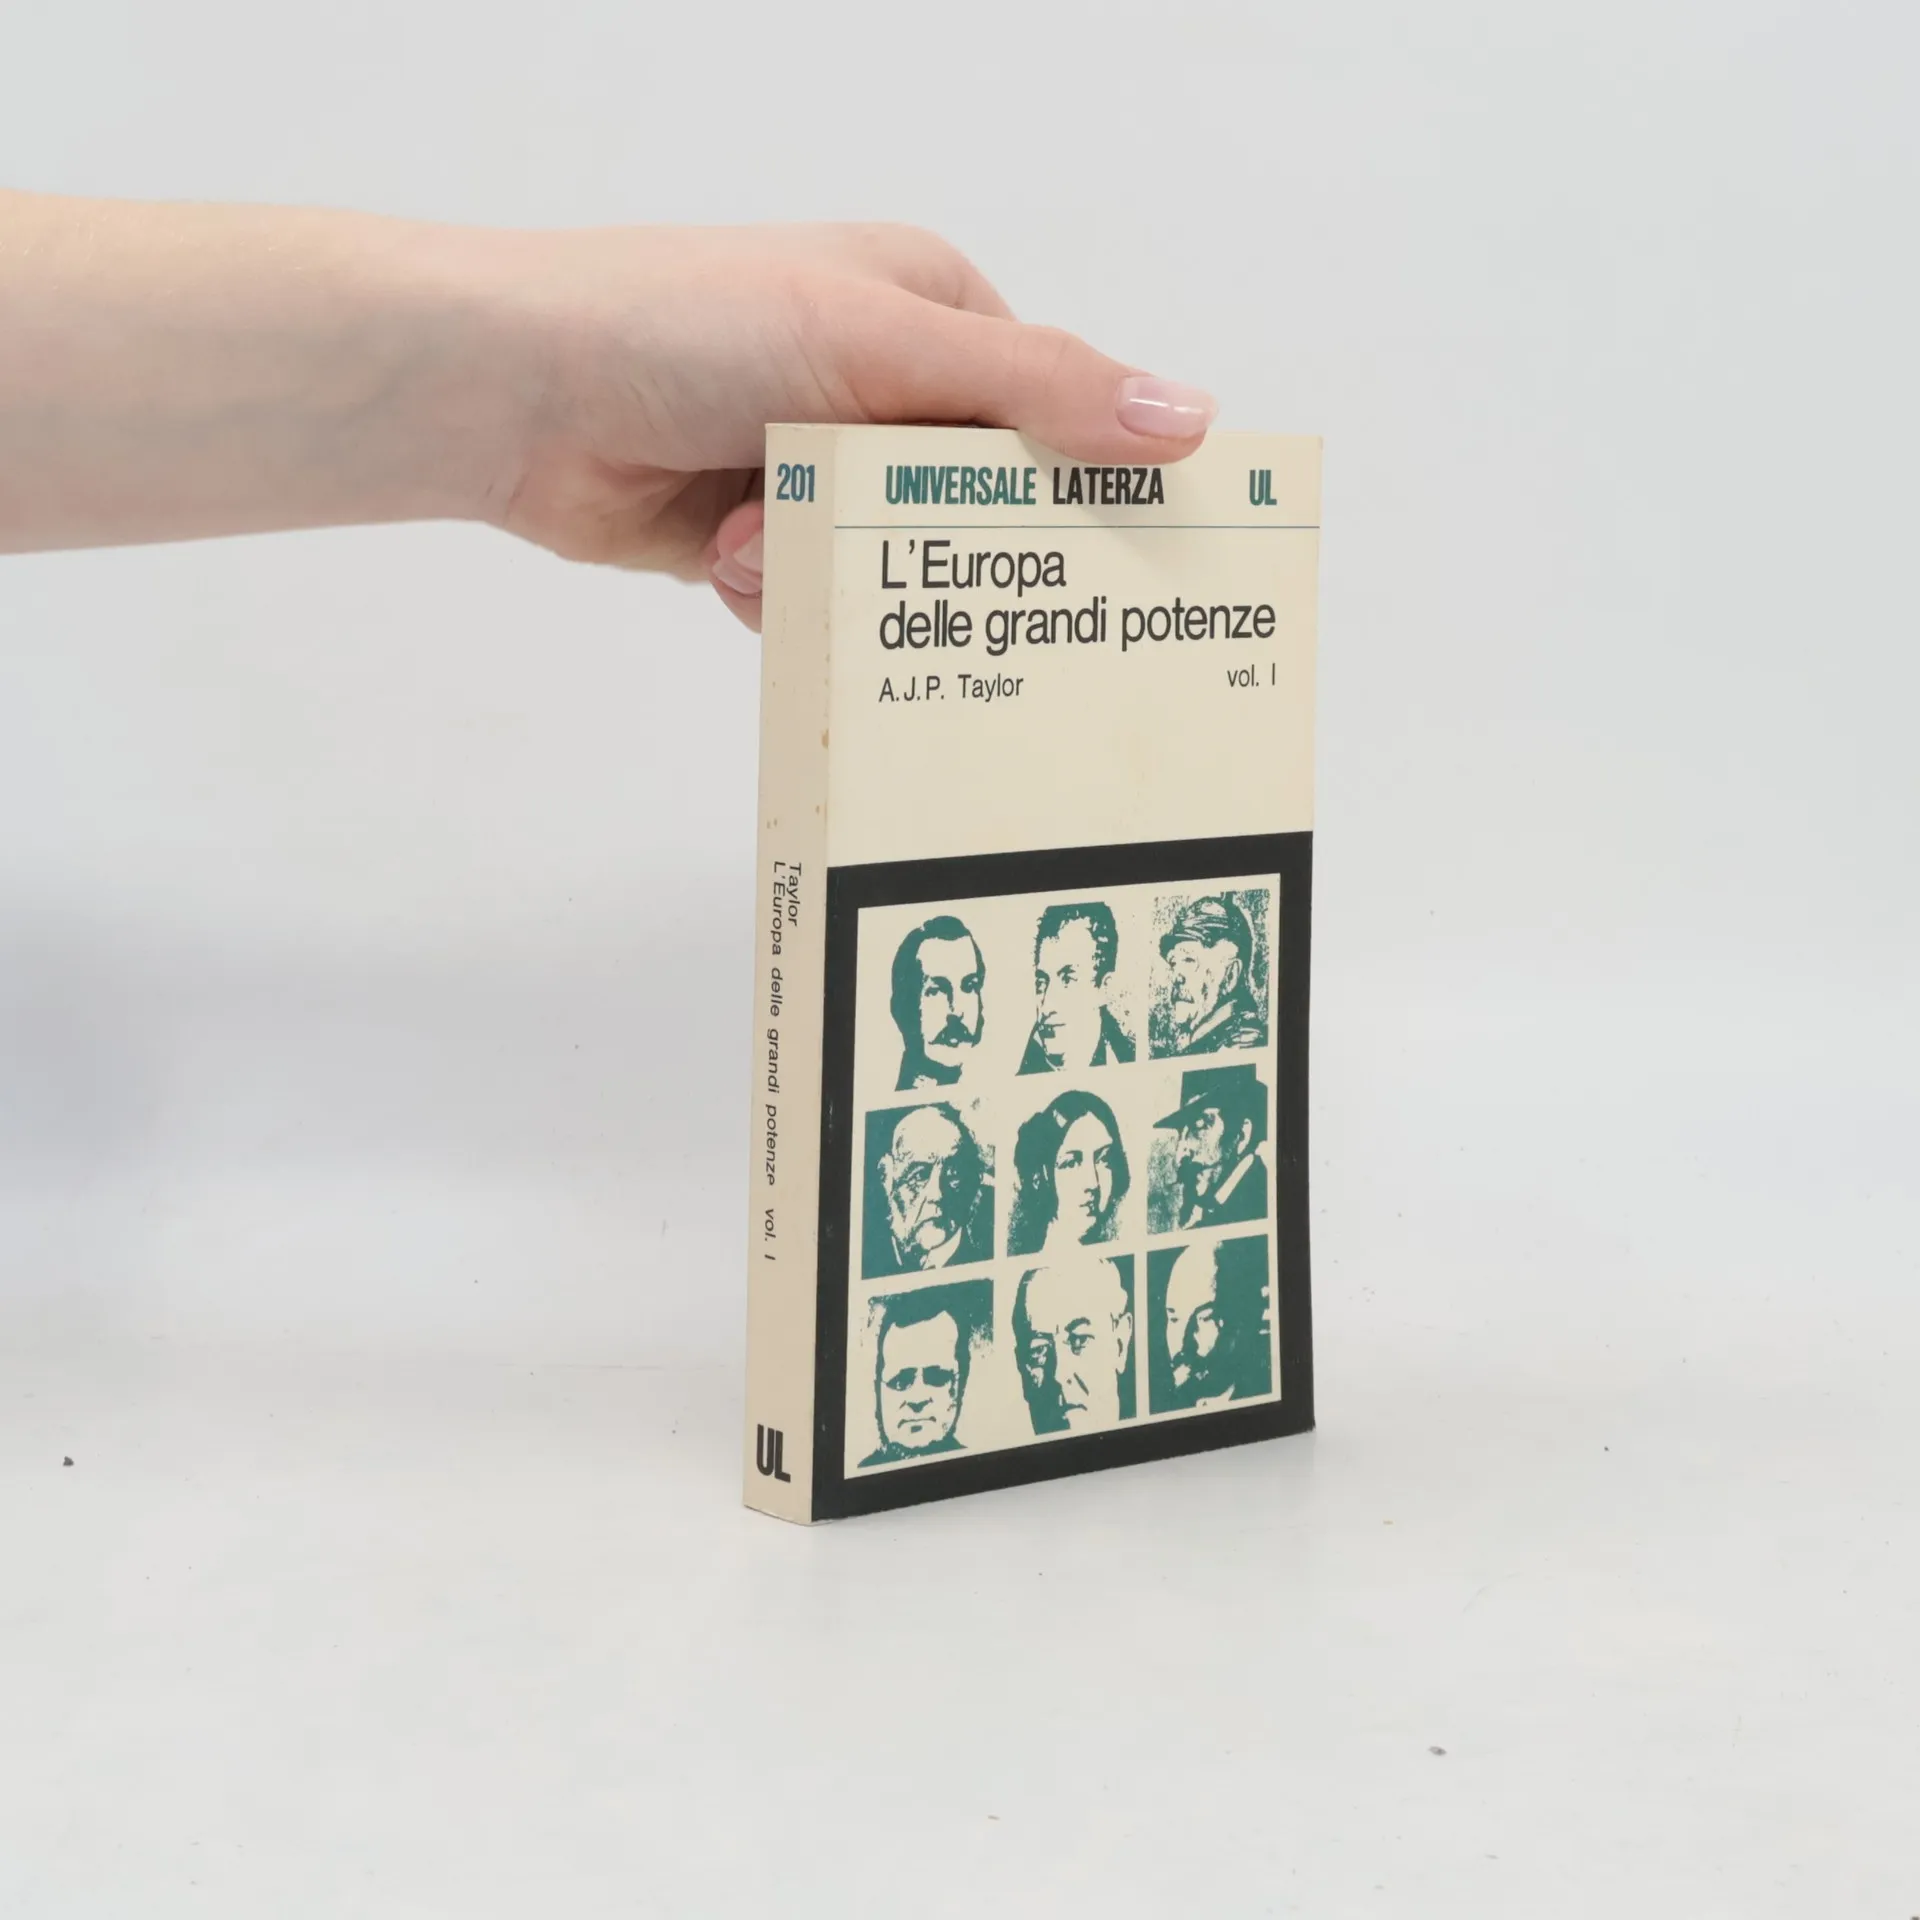 201
UNIVERSALE LATERZA UL
L'Europa
delle grandi potenze
A.J.P. Taylor vol. I
Taylor
L'Europa delle grandi potenze vol. I
UL